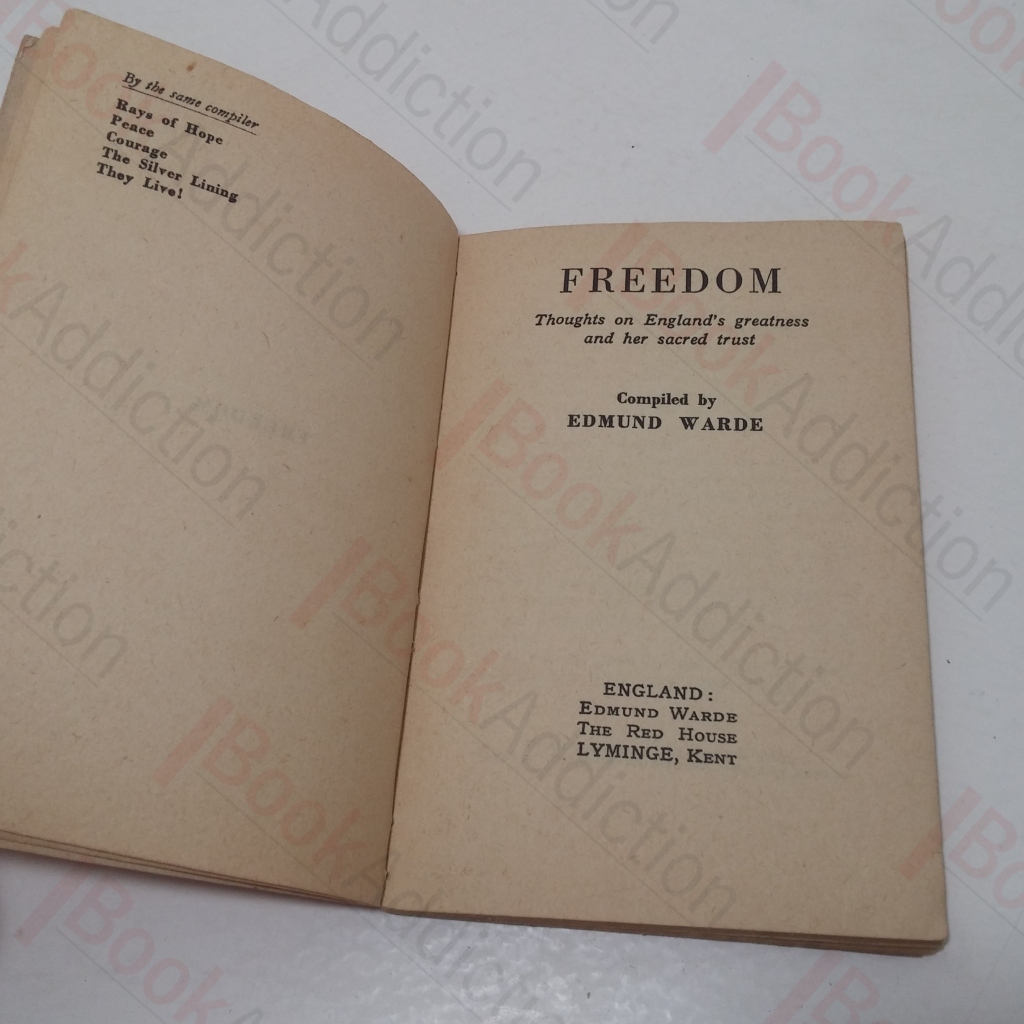 By the same compiler
Rays of Hope
Peace
Courage
The Silver Lining
They Live!
FREEDOM
Thoughts on England's greatness
and her sacred trust
Compiled by
EDMUND WARDE
ENGLAND:
EDMUND WARDE
THE RED HOUSE
LYMINGE, KENT
BookAddiction